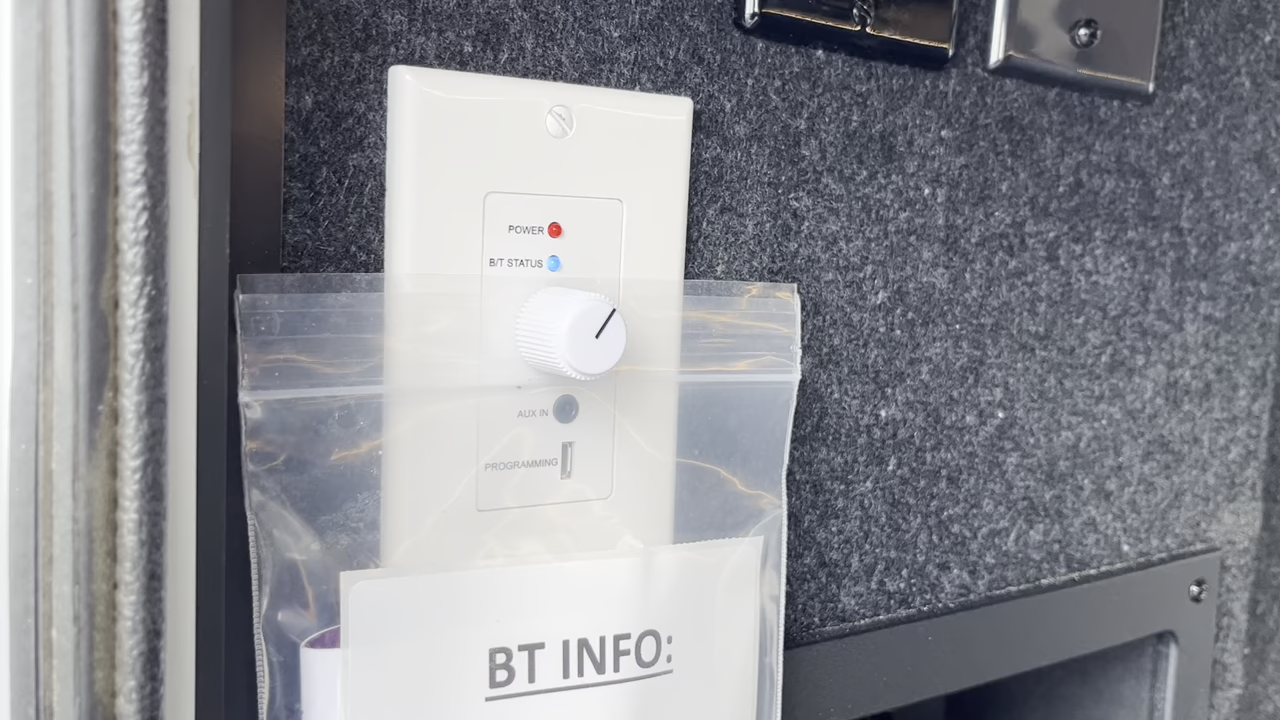 POWER
B/T STATUS
AUX IN
PROGRAMMING
BT INFO: